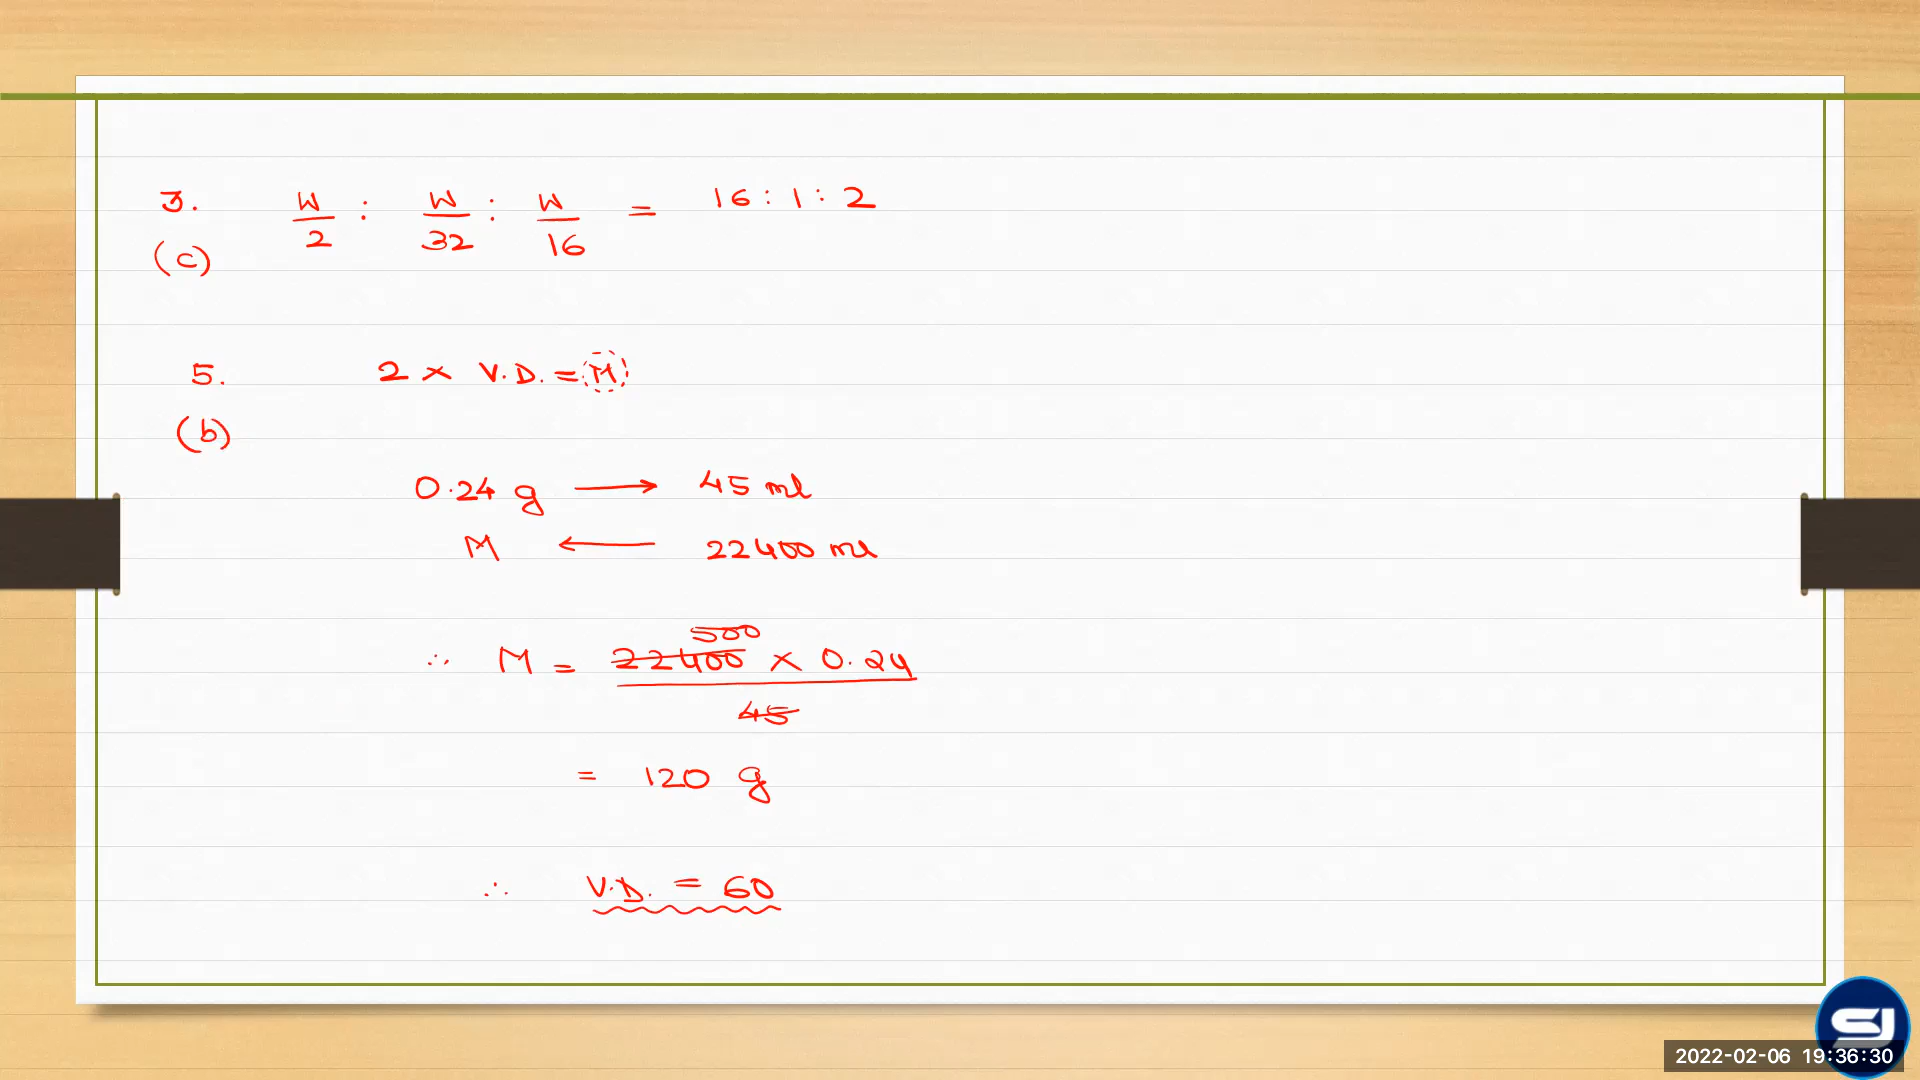 3. W/2 : W/32 : W/16 = 16 : 1 : 2
(c)
5. 2 × V.D. = M
(b)
0.24 g → 45 ml
M ← 22400 ml
∴ M = 22400 × 0.24 / 45
500
= 120 g
∴ V.D. = 60
SJ
2022-02-06 19:36:30